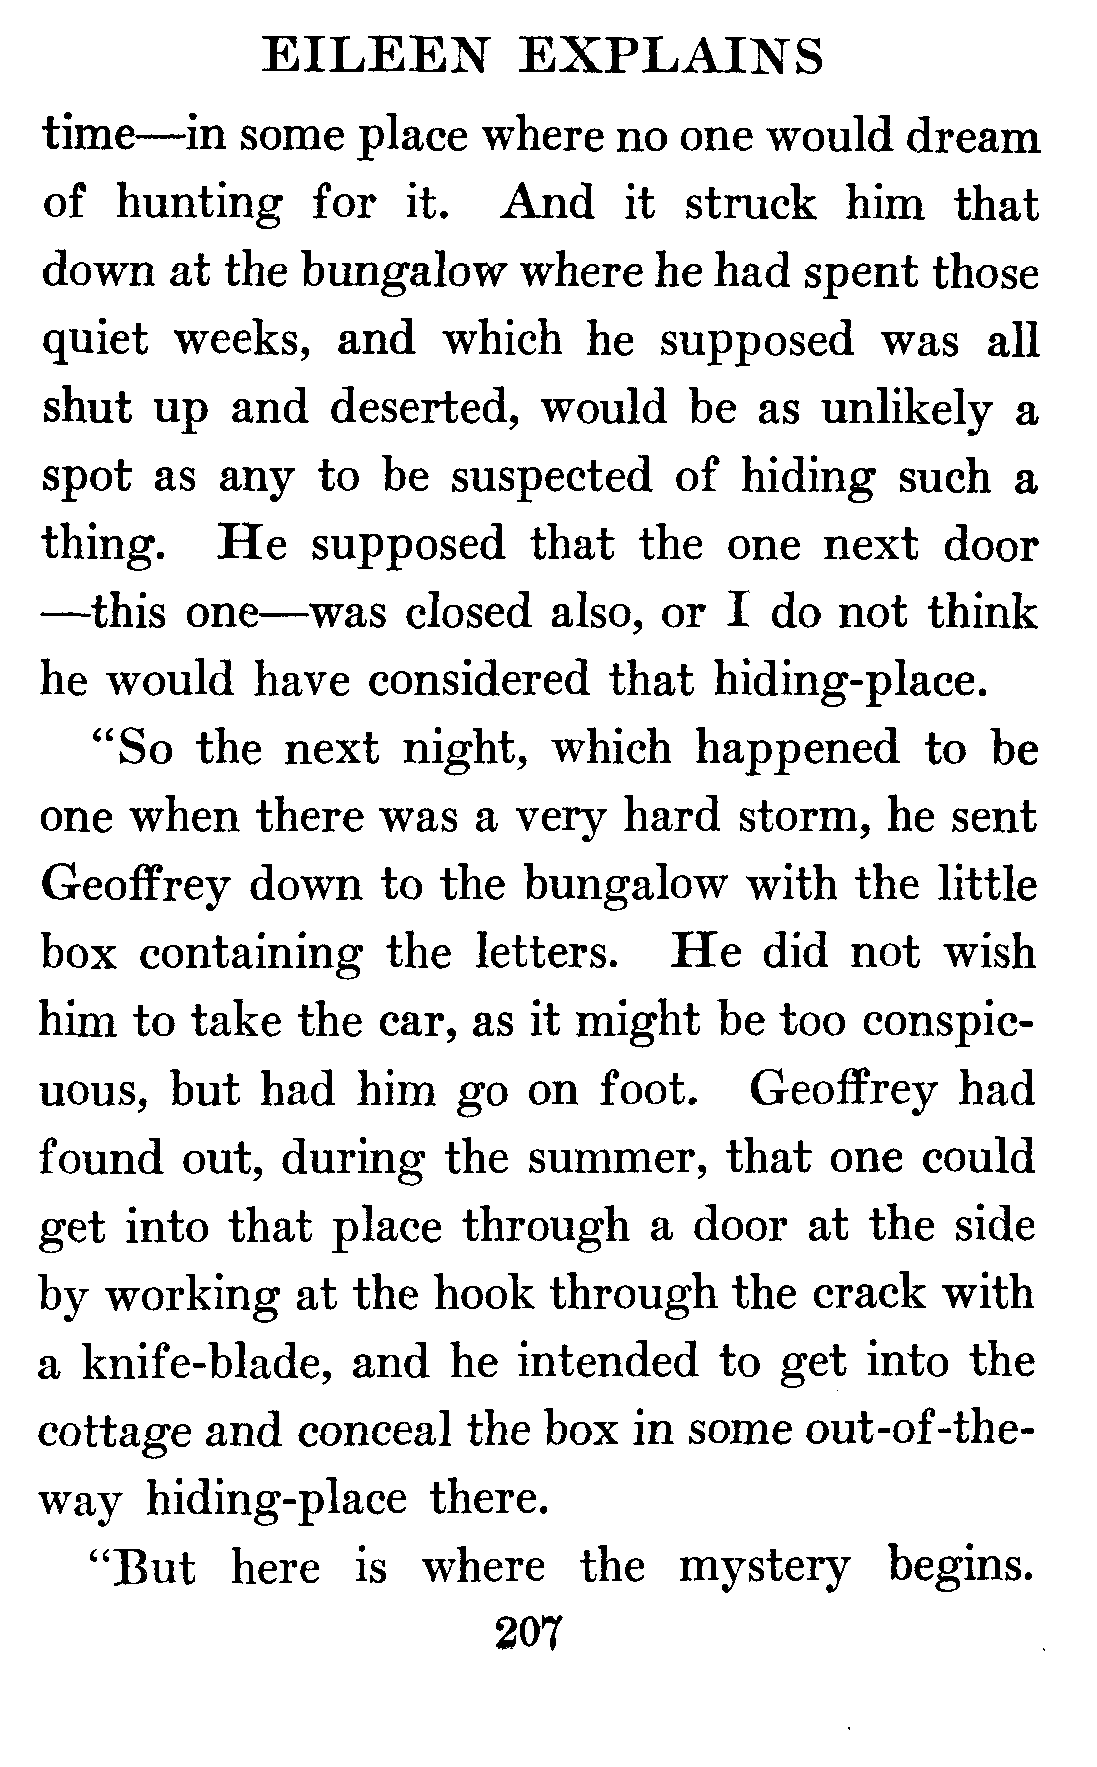 EILEEN EXPLAINS
time—in some place where no one would dream
of hunting for it. And it struck him that
down at the bungalow where he had spent those
quiet weeks, and which he supposed was all
shut up and deserted, would be as unlikely a
spot as any to be suspected of hiding such a
thing. He supposed that the one next door
—this one—was closed also, or I do not think
he would have considered that hiding-place.
“So the next night, which happened to be
one when there was a very hard storm, he sent
Geoffrey down to the bungalow with the little
box containing the letters. He did not wish
him to take the car, as it might be too conspic-
uous, but had him go on foot. Geoffrey had
found out, during the summer, that one could
get into that place through a door at the side
by working at the hook through the crack with
a knife-blade, and he intended to get into the
cottage and conceal the box in some out-of-the-
way hiding-place there.
“But here is where the mystery begins.
207